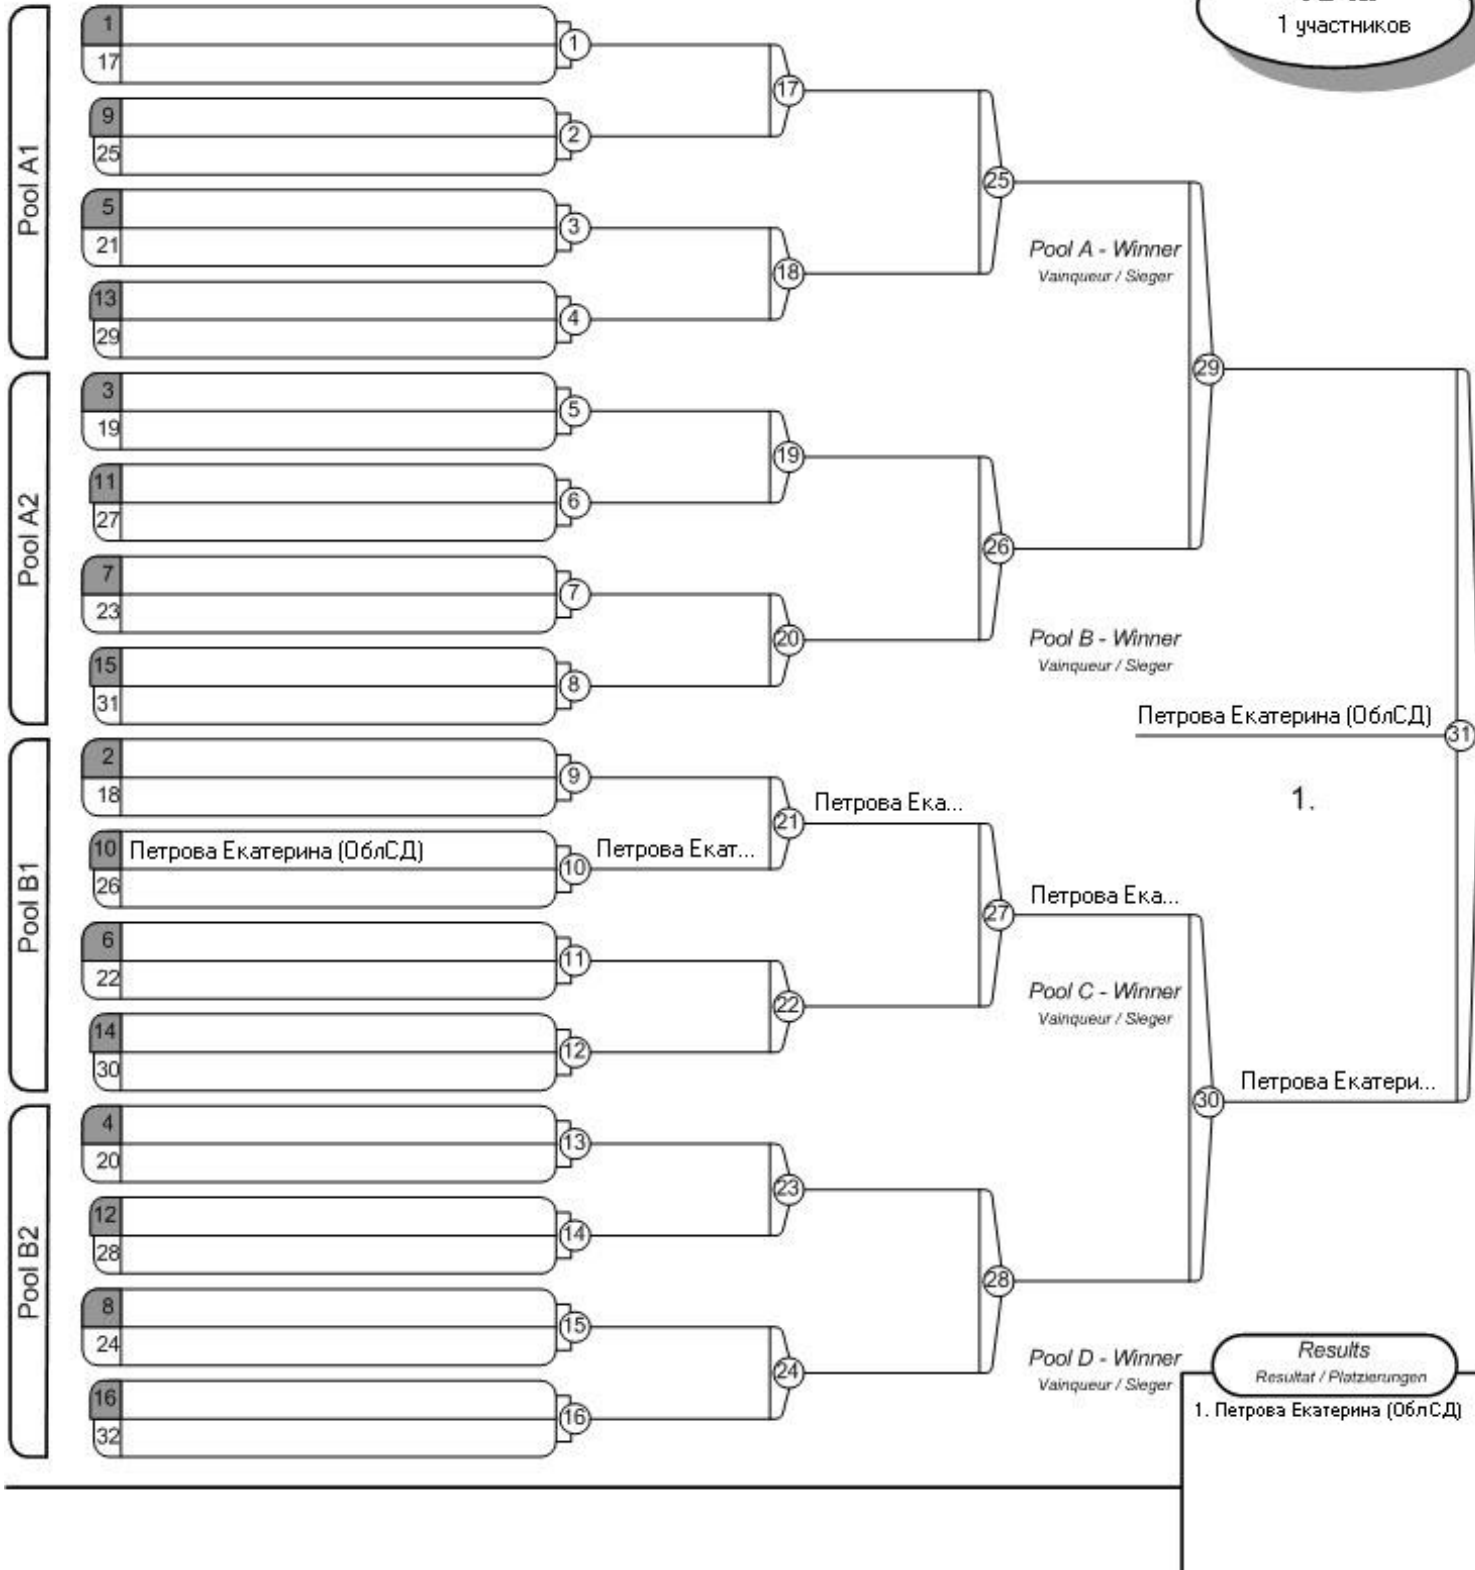 1 участников
Pool A1
1
17
1
9
25
2
5
21
3
13
29
4
17
18
25
Pool A - Winner
Vainqueur / Sieger
Pool A2
3
19
5
11
27
6
7
23
7
15
31
8
19
20
26
29
Pool B - Winner
Vainqueur / Sieger
Петрова Екатерина (ОблСД)
31
1.
Pool B1
2
18
9
10
Петрова Екатерина (ОблСД)
26
10
Петрова Екат...
6
22
11
14
30
12
21
Петрова Ека...
22
27
Петрова Ека...
Pool C - Winner
Vainqueur / Sieger
30
Петрова Екатери...
Pool B2
4
20
13
12
28
14
8
24
15
16
32
16
23
24
28
Pool D - Winner
Vainqueur / Sieger
Results
Resultat / Platzierungen
1. Петрова Екатерина (ОблСД)